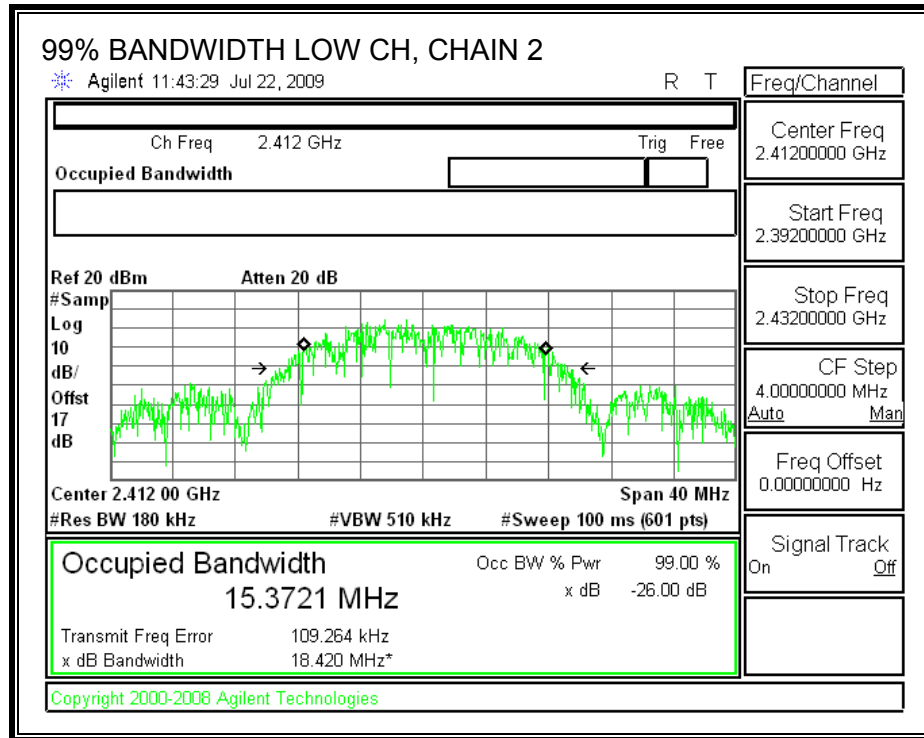 99% BANDWIDTH LOW CH, CHAIN 2
Agilent 11:43:29 Jul 22, 2009 R T
Freq/Channel
Ch Freq 2.412 GHz Trig Free
Occupied Bandwidth
Center Freq
2.41200000 GHz
Start Freq
2.39200000 GHz
Stop Freq
2.43200000 GHz
CF Step
4.00000000 MHz
Auto Man
Freq Offset
0.00000000 Hz
Signal Track
On Off
Ref 20 dBm Atten 20 dB
#Samp
Log
10
dB/
Offst
17
dB
Center 2.412 00 GHz Span 40 MHz
#Res BW 180 kHz #VBW 510 kHz #Sweep 100 ms (601 pts)
Occupied Bandwidth Occ BW % Pwr 99.00 %
15.3721 MHz x dB -26.00 dB
Transmit Freq Error 109.264 kHz
x dB Bandwidth 18.420 MHz*
Copyright 2000-2008 Agilent Technologies